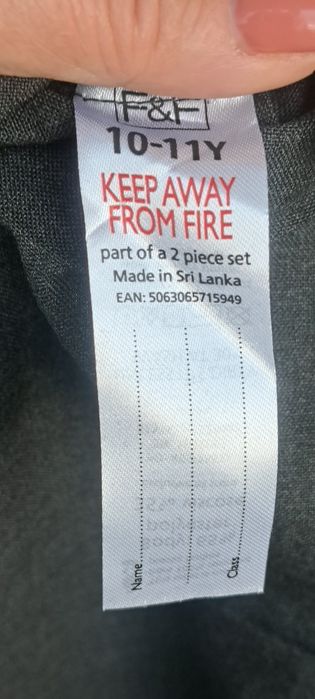 F&F
10-11Y
KEEP AWAY
FROM FIRE
part of a 2 piece set
Made in Sri Lanka
EAN: 5063065715949
Name
Class